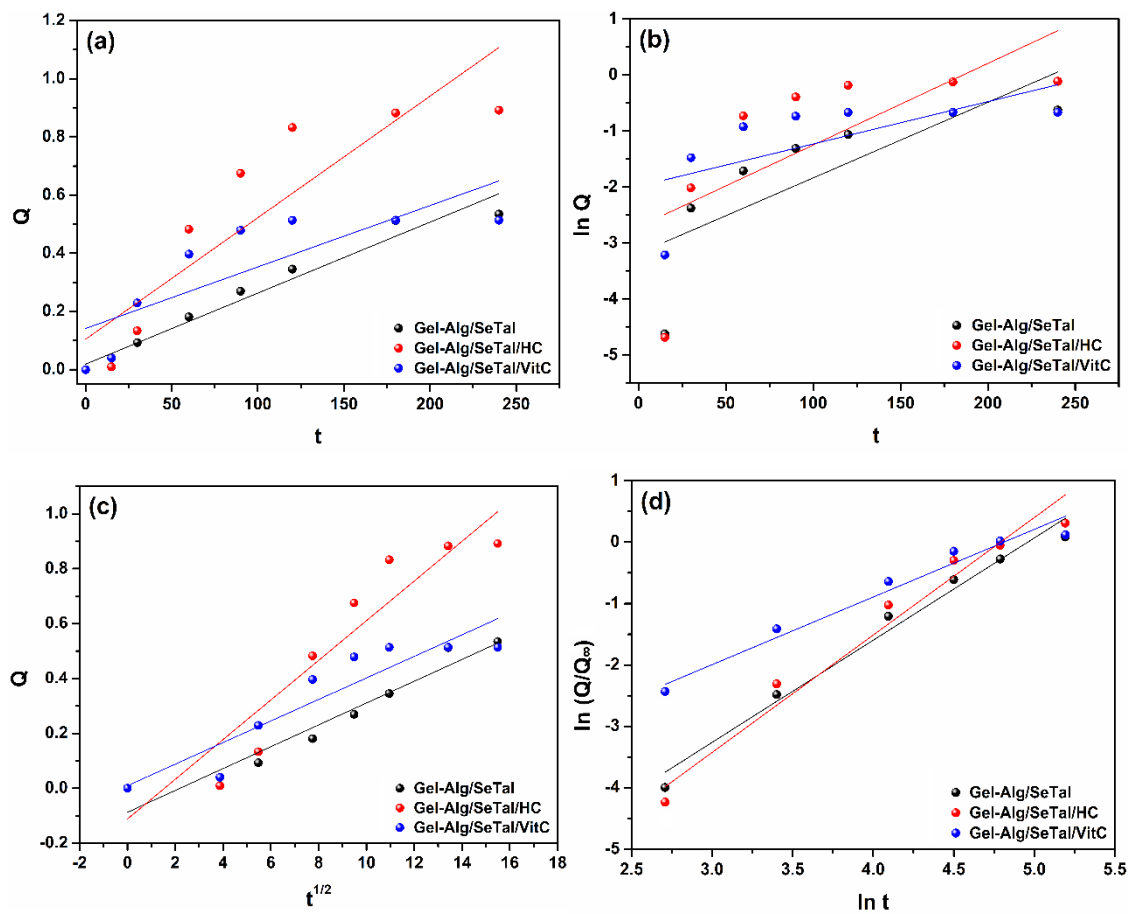 (a)
1.2
1.0
0.8
0.6
0.4
0.2
0.0
Q
0 50 100 150 200 250
t
Gel-Alg/SeTal
Gel-Alg/SeTal/HC
Gel-Alg/SeTal/VitC
(b)
1
0
-1
-2
-3
-4
-5
ln Q
0 50 100 150 200 250
t
Gel-Alg/SeTal
Gel-Alg/SeTal/HC
Gel-Alg/SeTal/VitC
(c)
1.0
0.8
0.6
0.4
0.2
0.0
-0.2
Q
0 2 4 6 8 10 12 14 16 18
t^1/2
Gel-Alg/SeTal
Gel-Alg/SeTal/HC
Gel-Alg/SeTal/VitC
(d)
1
0
-1
-2
-3
-4
-5
ln (Q/Q∞)
2.5 3.0 3.5 4.0 4.5 5.0 5.5
ln t
Gel-Alg/SeTal
Gel-Alg/SeTal/HC
Gel-Alg/SeTal/VitC